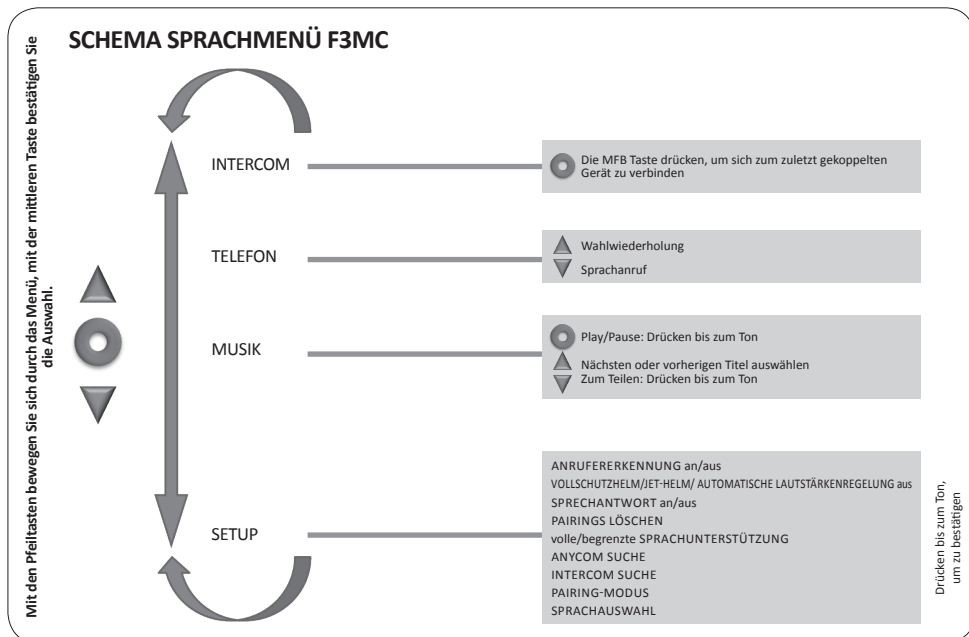 SCHEMA SPRACHMENÜ F3MC
Mit den Pfeiltasten bewegen Sie sich durch das Menü, mit der mittleren Taste bestätigen Sie
die Auswahl.
INTERCOM
Die MFB Taste drücken, um sich zum zuletzt gekoppelten
Gerät zu verbinden
TELEFON
Wahlwiederholung
Sprachanruf
MUSIK
Play/Pause: Drücken bis zum Ton
Nächsten oder vorherigen Titel auswählen
Zum Teilen: Drücken bis zum Ton
SETUP
ANRUFERERKENNUNG an/aus
VOLLSCHUTZHELM/JET-HELM/ AUTOMATISCHE LAUTSTÄRKENREGELUNG aus
SPRECHANTWORT an/aus
PAIRINGS LÖSCHEN
volle/begrenzte SPRACHUNTERSTÜTZUNG
ANYCOM SUCHE
INTERCOM SUCHE
PAIRING-MODUS
SPRACHAUSWAHL
Drücken bis zum Ton,
um zu bestätigen